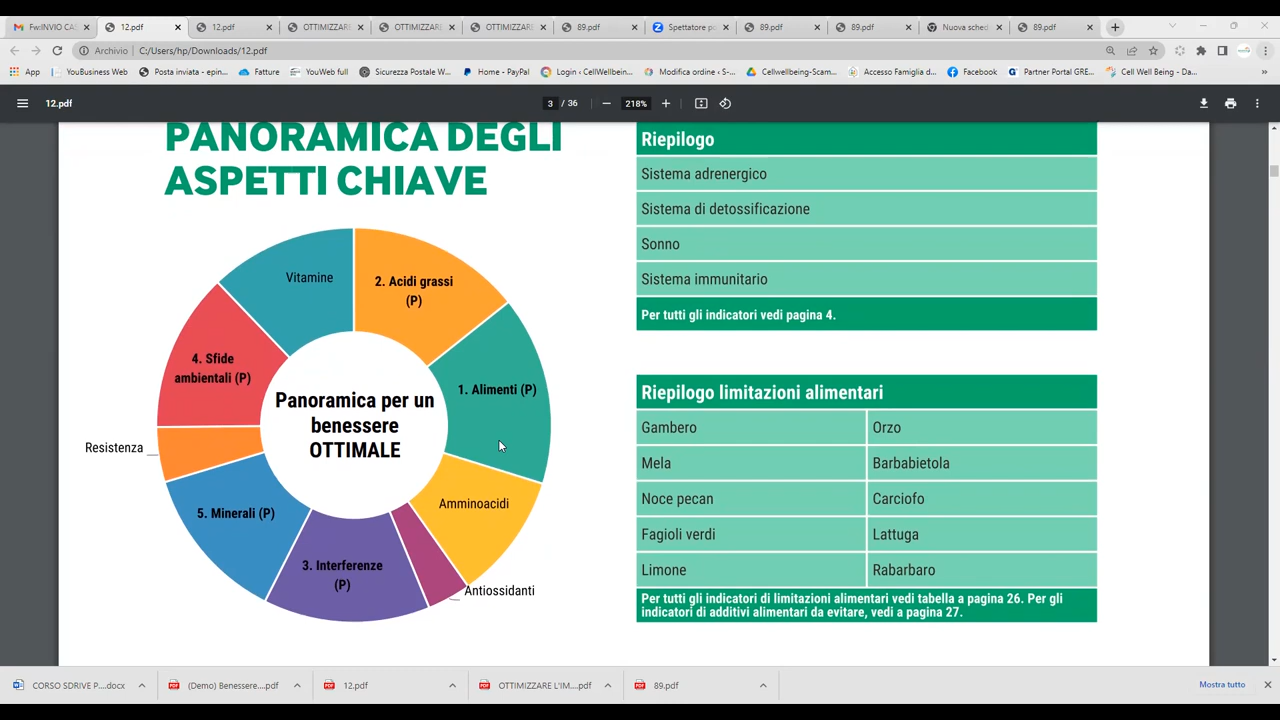 FwINVIO CA
12.pdf
12.pdf
OTTIMIZZARE
OTTIMIZZARE
OTTIMIZZARE
89.pdf
Spettatore po
89.pdf
89.pdf
Nuova sched
89.pdf
Archivio
C:/Users/hp/Downloads/12.pdf
App
YouBusiness Web
Posta inviata - epin...
Fatture
YouWeb full
Sicurezza Postale W...
Home - PayPal
Login ‹ CellWellbein...
Modifica ordine ‹ S-...
Cellwellbeing-Scam...
Accesso Famiglia d...
Facebook
Partner Portal GRE...
Cell Well Being - Da...
12.pdf
3 / 36
218%
PANORAMICA DEGLI
ASPETTI CHIAVE
Vitamine
2. Acidi grassi
(P)
1. Alimenti (P)
4. Sfide
ambientali (P)
Panoramica per un
benessere
OTTIMALE
Resistenza
Amminoacidi
5. Minerali (P)
3. Interferenze
(P)
Antiossidanti
Riepilogo
Sistema adrenergico
Sistema di detossificazione
Sonno
Sistema immunitario
Per tutti gli indicatori vedi pagina 4.
Riepilogo limitazioni alimentari
Gambero
Orzo
Mela
Barbabietola
Noce pecan
Carciofo
Fagioli verdi
Lattuga
Limone
Rabarbaro
Per tutti gli indicatori di limitazioni alimentari vedi tabella a pagina 26. Per gli
indicatori di additivi alimentari da evitare, vedi a pagina 27.
CORSO SDRIVE P....docx
(Demo) Benessere....pdf
12.pdf
OTTIMIZZARE L'IM....pdf
89.pdf
Mostra tutto